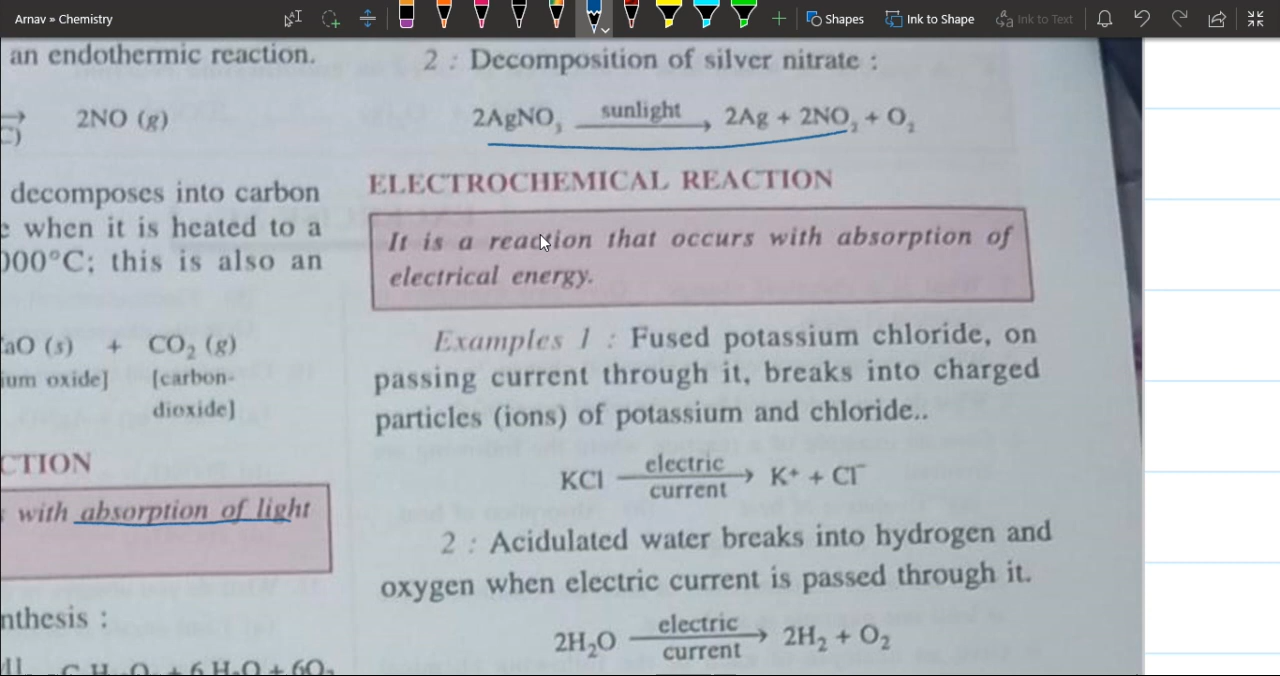 Arnav » Chemistry
Shapes
Ink to Shape
Ink to Text
an endothermic reaction.
2NO (g)
decomposes into carbon
when it is heated to a
000°C; this is also an
aO (s) + CO₂ (g)
ium oxide] [carbon-
dioxide]
CTION
with absorption of light
nthesis :
2 : Decomposition of silver nitrate :
2AgNO₃ sunlight → 2Ag + 2NO₂ + O₂
ELECTROCHEMICAL REACTION
It is a reaction that occurs with absorption of
electrical energy.
Examples 1 : Fused potassium chloride, on
passing current through it, breaks into charged
particles (ions) of potassium and chloride..
KCl electric current → K⁺ + Cl⁻
2 : Acidulated water breaks into hydrogen and
oxygen when electric current is passed through it.
2H₂O electric current → 2H₂ + O₂